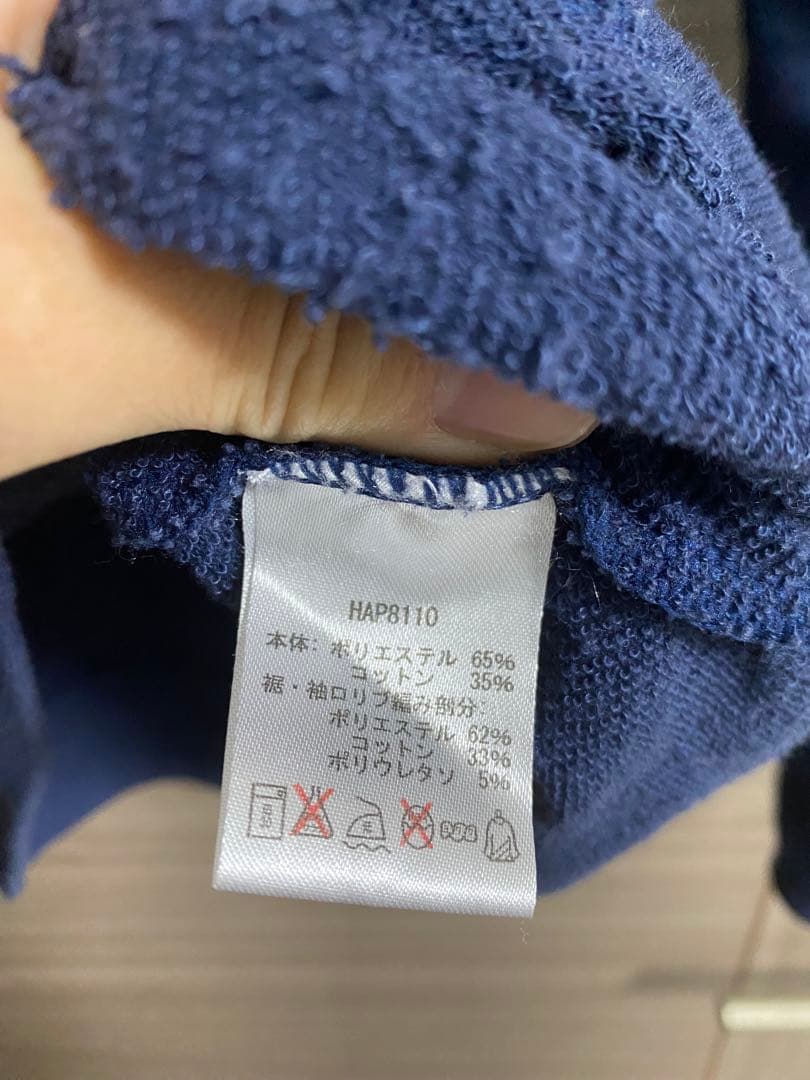 HAP8110
本体: ポリエステル 65%
コットン 35%
裾・袖口リブ編み部分:
ポリエステル 62%
コットン 33%
ポリウレタン 5%